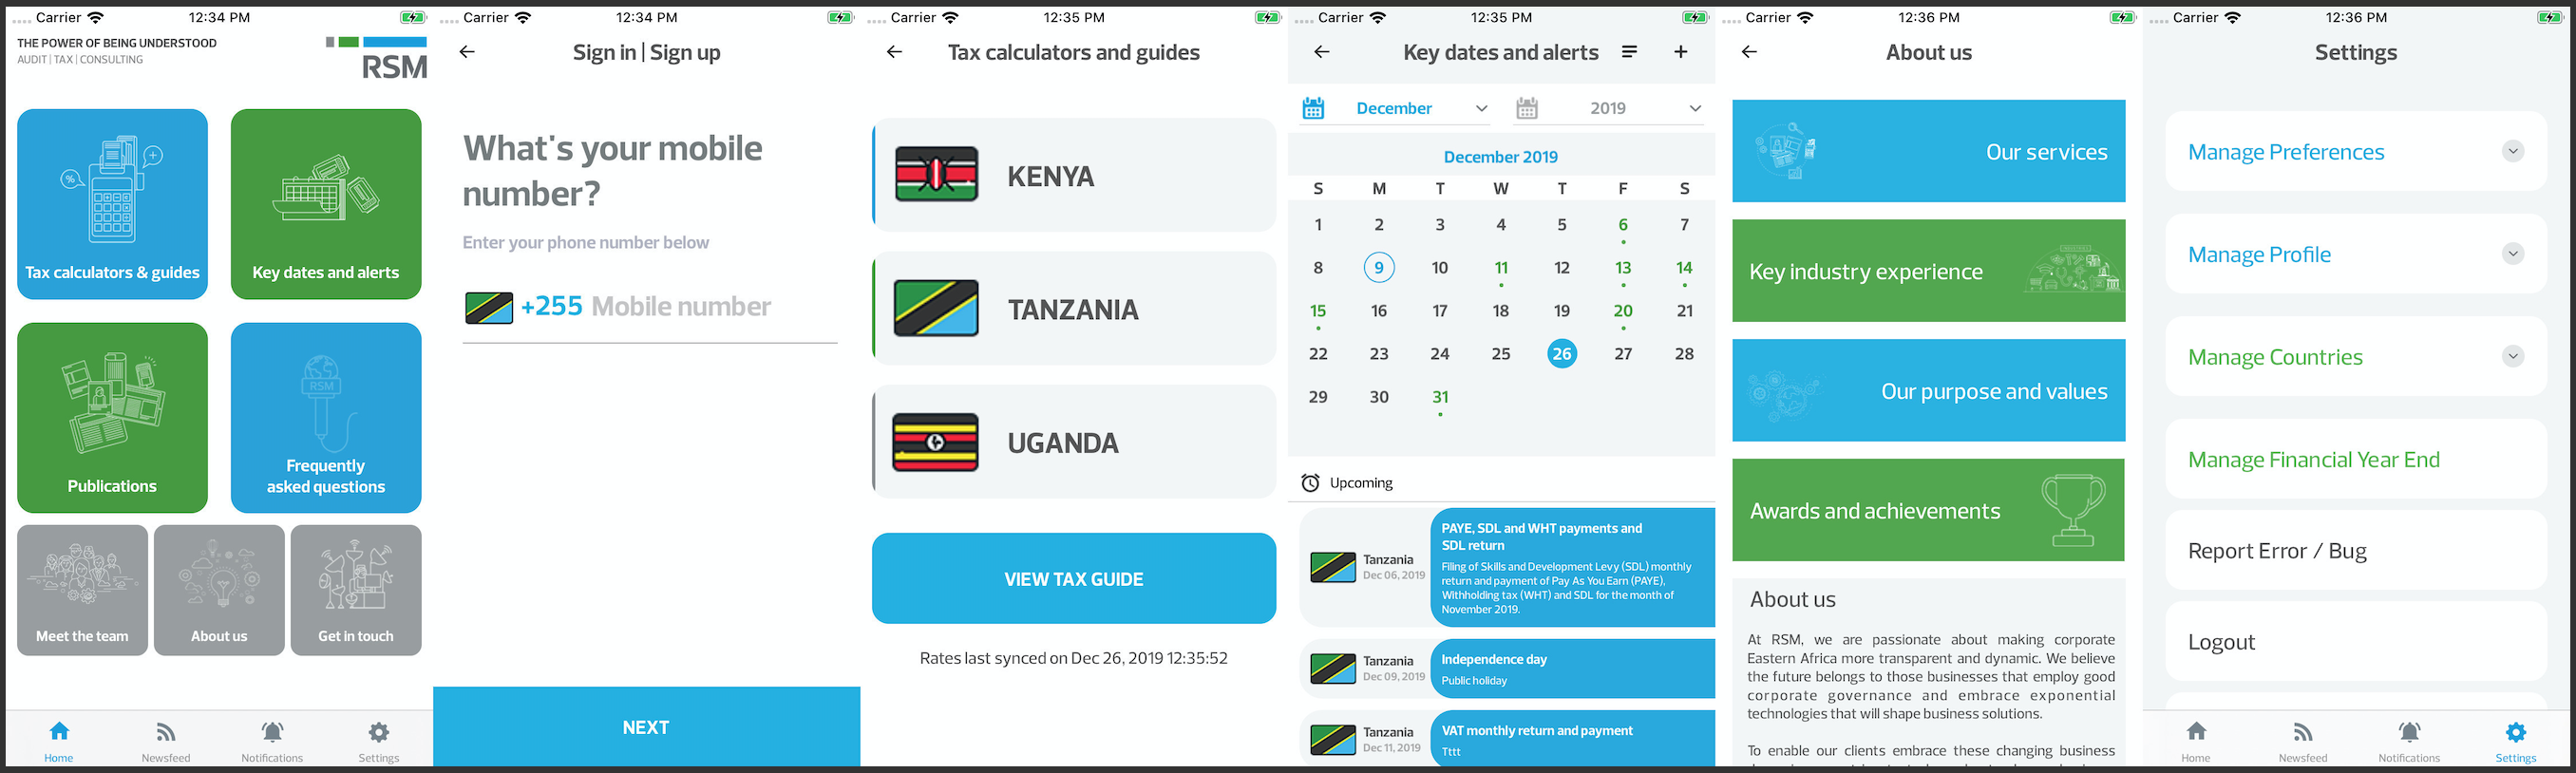 Carrier 12:34 PM
THE POWER OF BEING UNDERSTOOD
AUDIT | TAX | CONSULTING
RSM
Tax calculators & guides
Key dates and alerts
Publications
RSM
Frequently
asked questions
Meet the team
About us
Get in touch
Home
Newsfeed
Notifications
Settings
Carrier 12:34 PM
Sign in | Sign up
What's your mobile
number?
Enter your phone number below
+255 Mobile number
NEXT
Carrier 12:35 PM
Tax calculators and guides
KENYA
TANZANIA
UGANDA
VIEW TAX GUIDE
Rates last synced on Dec 26, 2019 12:35:52
Carrier 12:35 PM
Key dates and alerts
December 2019
December 2019
S M T W T F S
1 2 3 4 5 6 7
8 9 10 11 12 13 14
15 16 17 18 19 20 21
22 23 24 25 26 27 28
29 30 31
Upcoming
Tanzania
Dec 06, 2019
PAYE, SDL and WHT payments and
SDL return
Filing of Skills and Development Levy (SDL) monthly
return and payment of Pay As You Earn (PAYE),
Withholding tax (WHT) and SDL for the month of
November 2019.
Tanzania
Dec 09, 2019
Independence day
Public holiday
Tanzania
Dec 11, 2019
VAT monthly return and payment
Tttt
Carrier 12:36 PM
About us
Our services
Key industry experience
Our purpose and values
Awards and achievements
About us
At RSM, we are passionate about making corporate
Eastern Africa more transparent and dynamic. We believe
the future belongs to those businesses that employ good
corporate governance and embrace exponential
technologies that will shape business solutions.
To enable our clients embrace these changing business
Carrier 12:36 PM
Settings
Manage Preferences
Manage Profile
Manage Countries
Manage Financial Year End
Report Error / Bug
Logout
Home
Newsfeed
Notifications
Settings